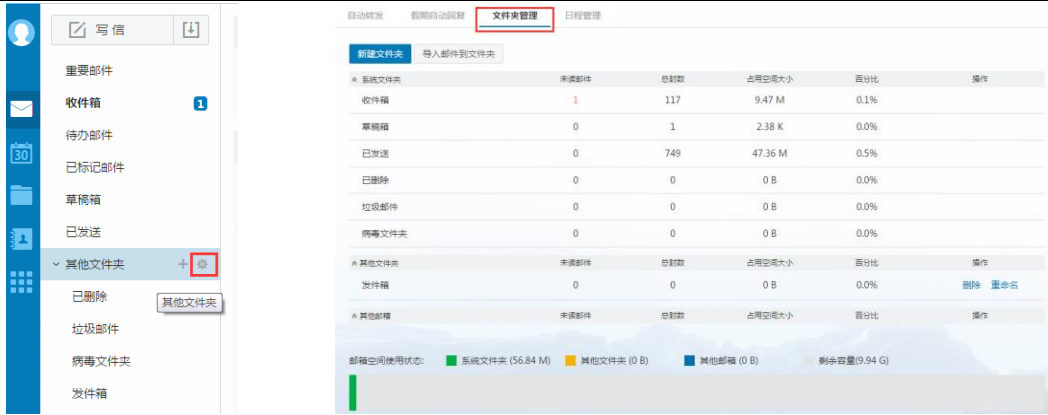 写信
重要邮件
收件箱 1
待办邮件
30
已标记邮件
草稿箱
已发送
其他文件夹
已删除
其他文件夹
垃圾邮件
病毒文件夹
发件箱
自动转发 假期自动回复 文件夹管理 日程管理
新建文件夹 导入邮件到文件夹
系统文件夹 未读邮件 总封数 占用空间大小 百分比 操作
收件箱 1 117 9.47 M 0.1%
草稿箱 0 1 2.38 K 0.0%
已发送 0 749 47.36 M 0.5%
已删除 0 0 0 B 0.0%
垃圾邮件 0 0 0 B 0.0%
病毒文件夹 0 0 0 B 0.0%
其他文件夹 未读邮件 总封数 占用空间大小 百分比 操作
发件箱 0 0 0 B 0.0% 删除 重命名
其他邮箱 未读邮件 总封数 占用空间大小 百分比 操作
邮箱空间使用状态: 系统文件夹 (56.84 M) 其他文件夹 (0 B) 其他邮箱 (0 B) 剩余容量(9.94 G)